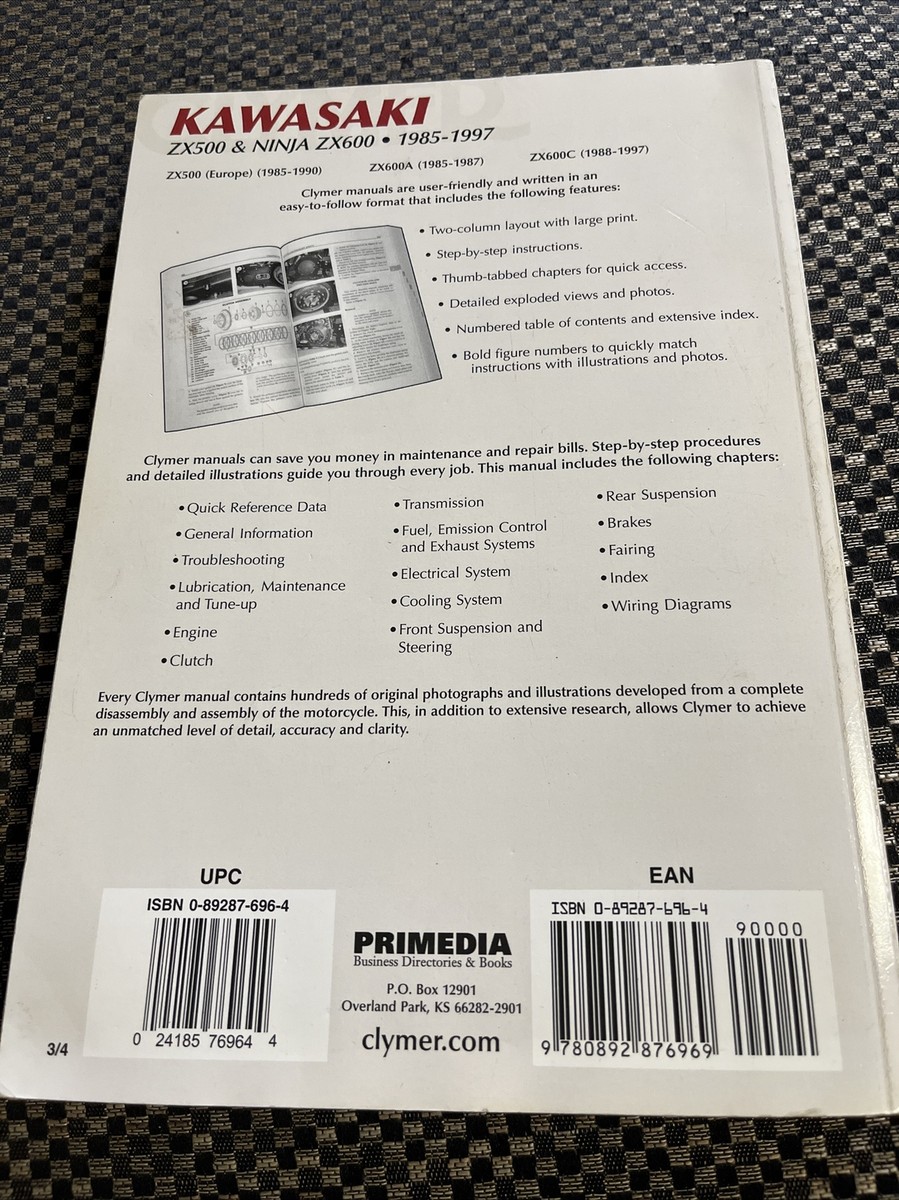 KAWASAKI
ZX500 & NINJA ZX600 • 1985-1997
ZX500 (Europe) (1985-1990) ZX600A (1985-1987) ZX600C (1988-1997)
Clymer manuals are user-friendly and written in an
easy-to-follow format that includes the following features:
• Two-column layout with large print.
• Step-by-step instructions.
• Thumb-tabbed chapters for quick access.
• Detailed exploded views and photos.
• Numbered table of contents and extensive index.
• Bold figure numbers to quickly match
instructions with illustrations and photos.
Clymer manuals can save you money in maintenance and repair bills. Step-by-step procedures
and detailed illustrations guide you through every job. This manual includes the following chapters:
• Quick Reference Data
• General Information
• Troubleshooting
• Lubrication, Maintenance
and Tune-up
• Engine
• Clutch
• Transmission
• Fuel, Emission Control
and Exhaust Systems
• Electrical System
• Cooling System
• Front Suspension and
Steering
• Rear Suspension
• Brakes
• Fairing
• Index
• Wiring Diagrams
Every Clymer manual contains hundreds of original photographs and illustrations developed from a complete
disassembly and assembly of the motorcycle. This, in addition to extensive research, allows Clymer to achieve
an unmatched level of detail, accuracy and clarity.
UPC
ISBN 0-89287-696-4
0 24185 76964 4
3/4
PRIMEDIA
Business Directories & Books
P.O. Box 12901
Overland Park, KS 66282-2901
clymer.com
EAN
ISBN 0-89287-696-4
90000
9 780892 876969